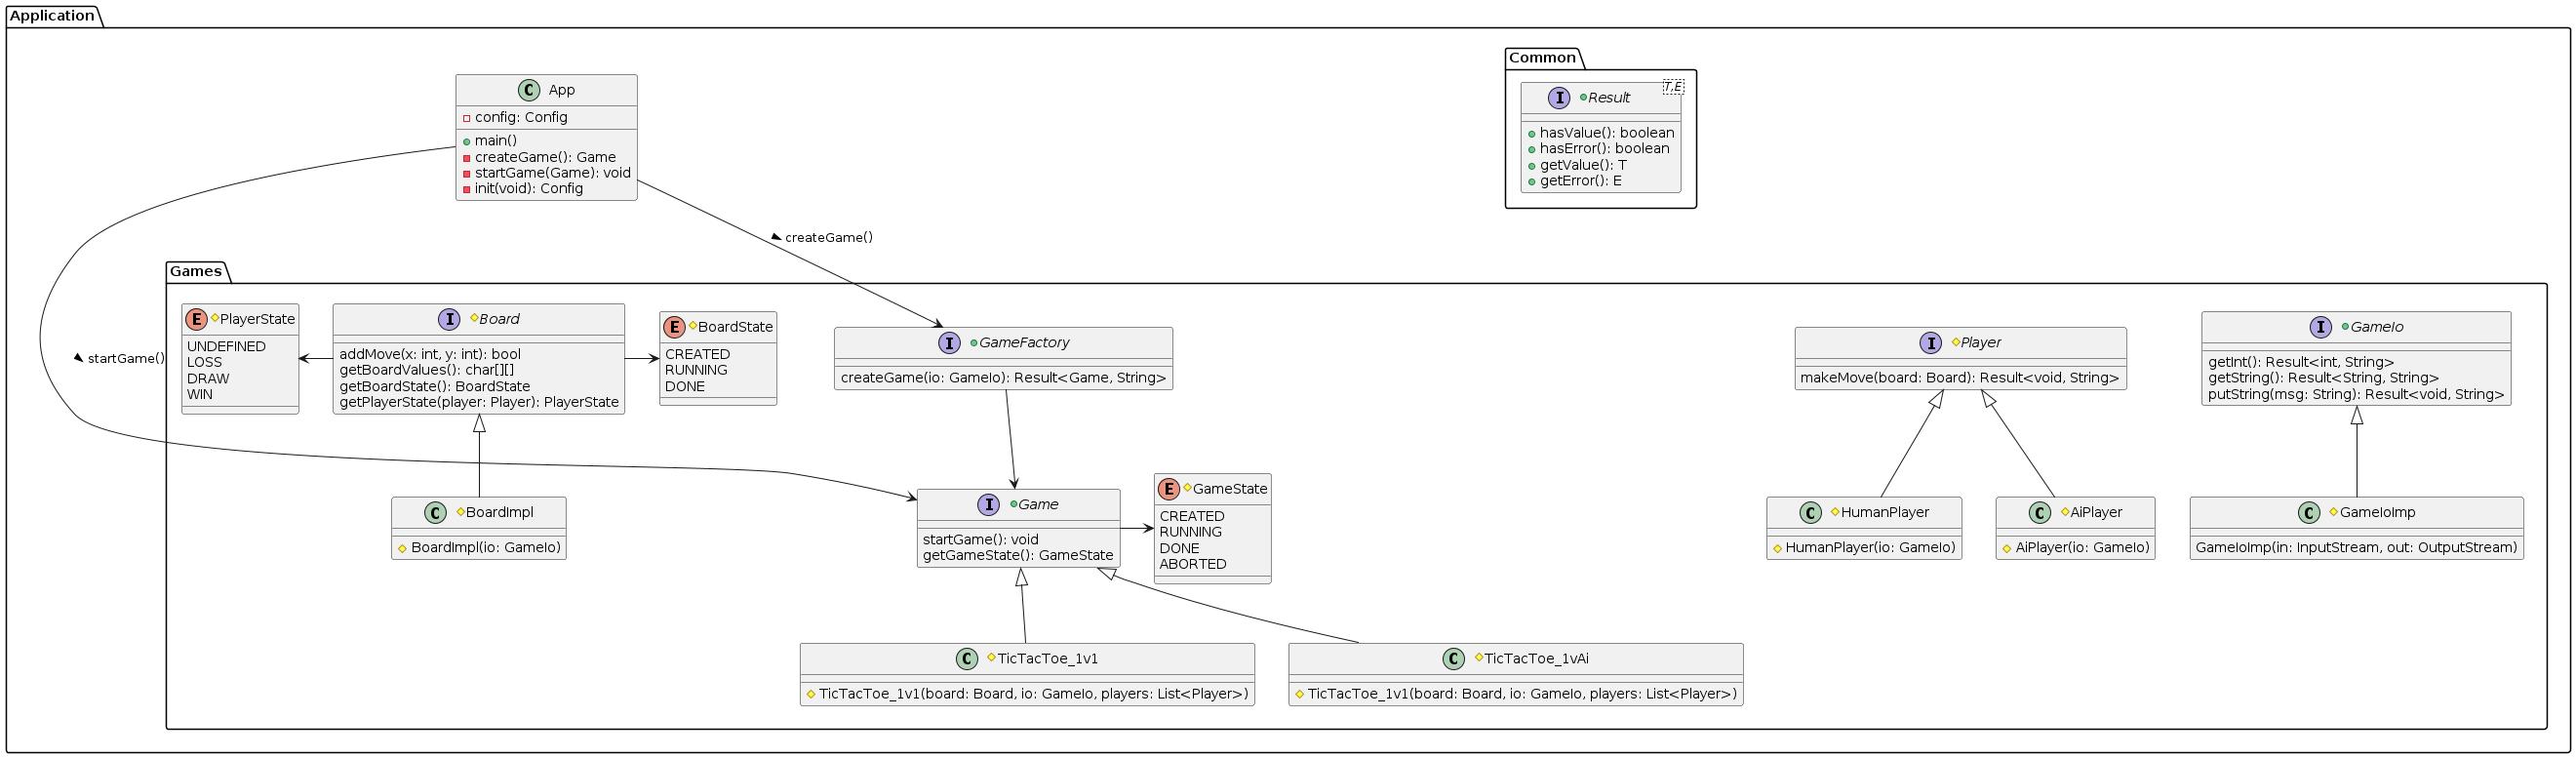 Application
Common
I Result
T,E
hasValue(): boolean
hasError(): boolean
getValue(): T
getError(): E
C App
config: Config
main()
createGame(): Game
startGame(Game): void
init(void): Config
createGame()
startGame()
Games
E PlayerState
UNDEFINED
LOSS
DRAW
WIN
I Board
addMove(x: int, y: int): bool
getBoardValues(): char[][]
getBoardState(): BoardState
getPlayerState(player: Player): PlayerState
E BoardState
CREATED
RUNNING
DONE
I GameFactory
createGame(io: GameIo): Result<Game, String>
I Player
makeMove(board: Board): Result<void, String>
I GameIo
getInt(): Result<int, String>
getString(): Result<String, String>
putString(msg: String): Result<void, String>
C BoardImpl
BoardImpl(io: GameIo)
I Game
startGame(): void
getGameState(): GameState
E GameState
CREATED
RUNNING
DONE
ABORTED
C HumanPlayer
HumanPlayer(io: GameIo)
C AiPlayer
AiPlayer(io: GameIo)
C GameIoImp
GameIoImp(in: InputStream, out: OutputStream)
C TicTacToe_1v1
TicTacToe_1v1(board: Board, io: GameIo, players: List<Player>)
C TicTacToe_1vAi
TicTacToe_1v1(board: Board, io: GameIo, players: List<Player>)